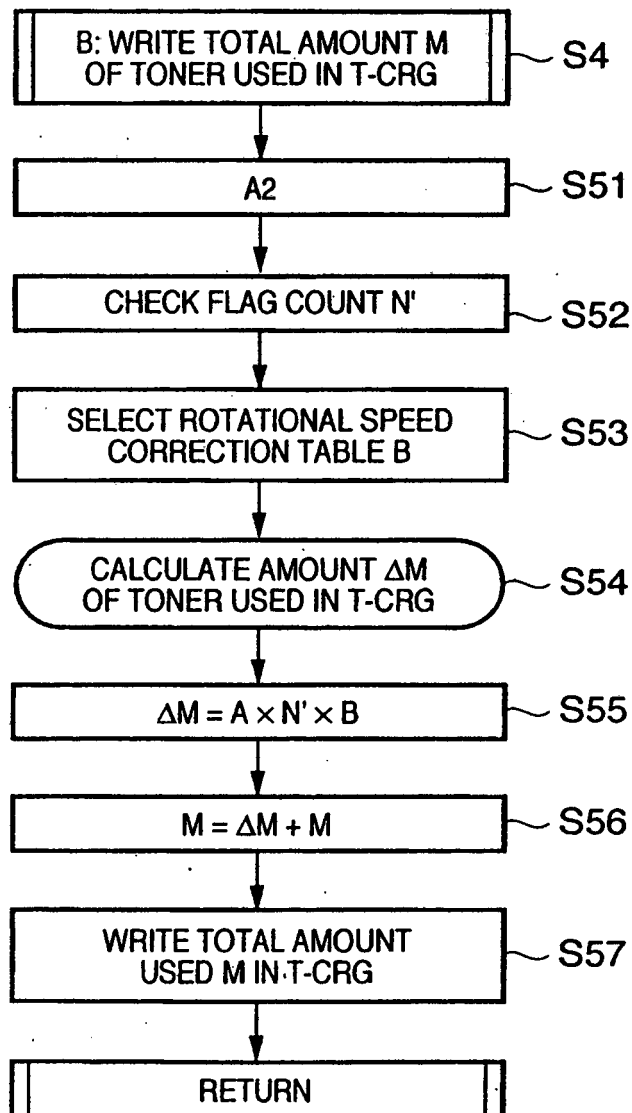 B: WRITE TOTAL AMOUNT M
OF TONER USED IN T-CRG
S4
A2
S51
CHECK FLAG COUNT N'
S52
SELECT ROTATIONAL SPEED
CORRECTION TABLE B
S53
CALCULATE AMOUNT ΔM
OF TONER USED IN T-CRG
S54
ΔM = A × N' × B
S55
M = ΔM + M
S56
WRITE TOTAL AMOUNT
USED M IN T-CRG
S57
RETURN